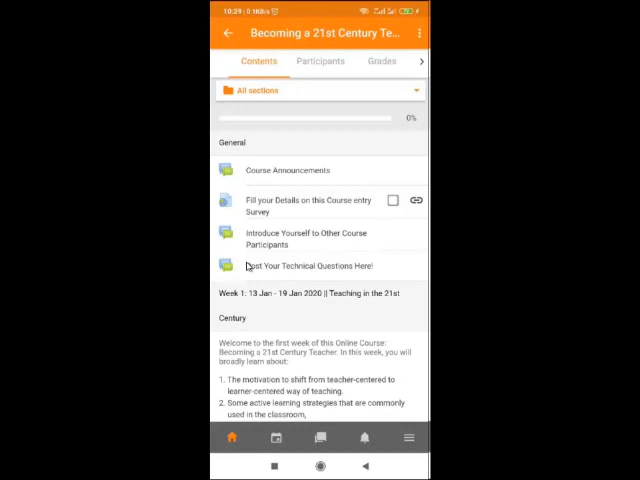 10:29 | 0.1KB/s
Becoming a 21st Century Te...
Contents Participants Grades
All sections
0%
General
Course Announcements
Fill your Details on this Course entry
Survey
Introduce Yourself to Other Course
Participants
Post Your Technical Questions Here!
Week 1: 13 Jan - 19 Jan 2020 || Teaching in the 21st
Century
Welcome to the first week of this Online Course:
Becoming a 21st Century Teacher. In this week, you will
broadly learn about:
1. The motivation to shift from teacher-centered to
learner-centered way of teaching.
2. Some active learning strategies that are commonly
used in the classroom,